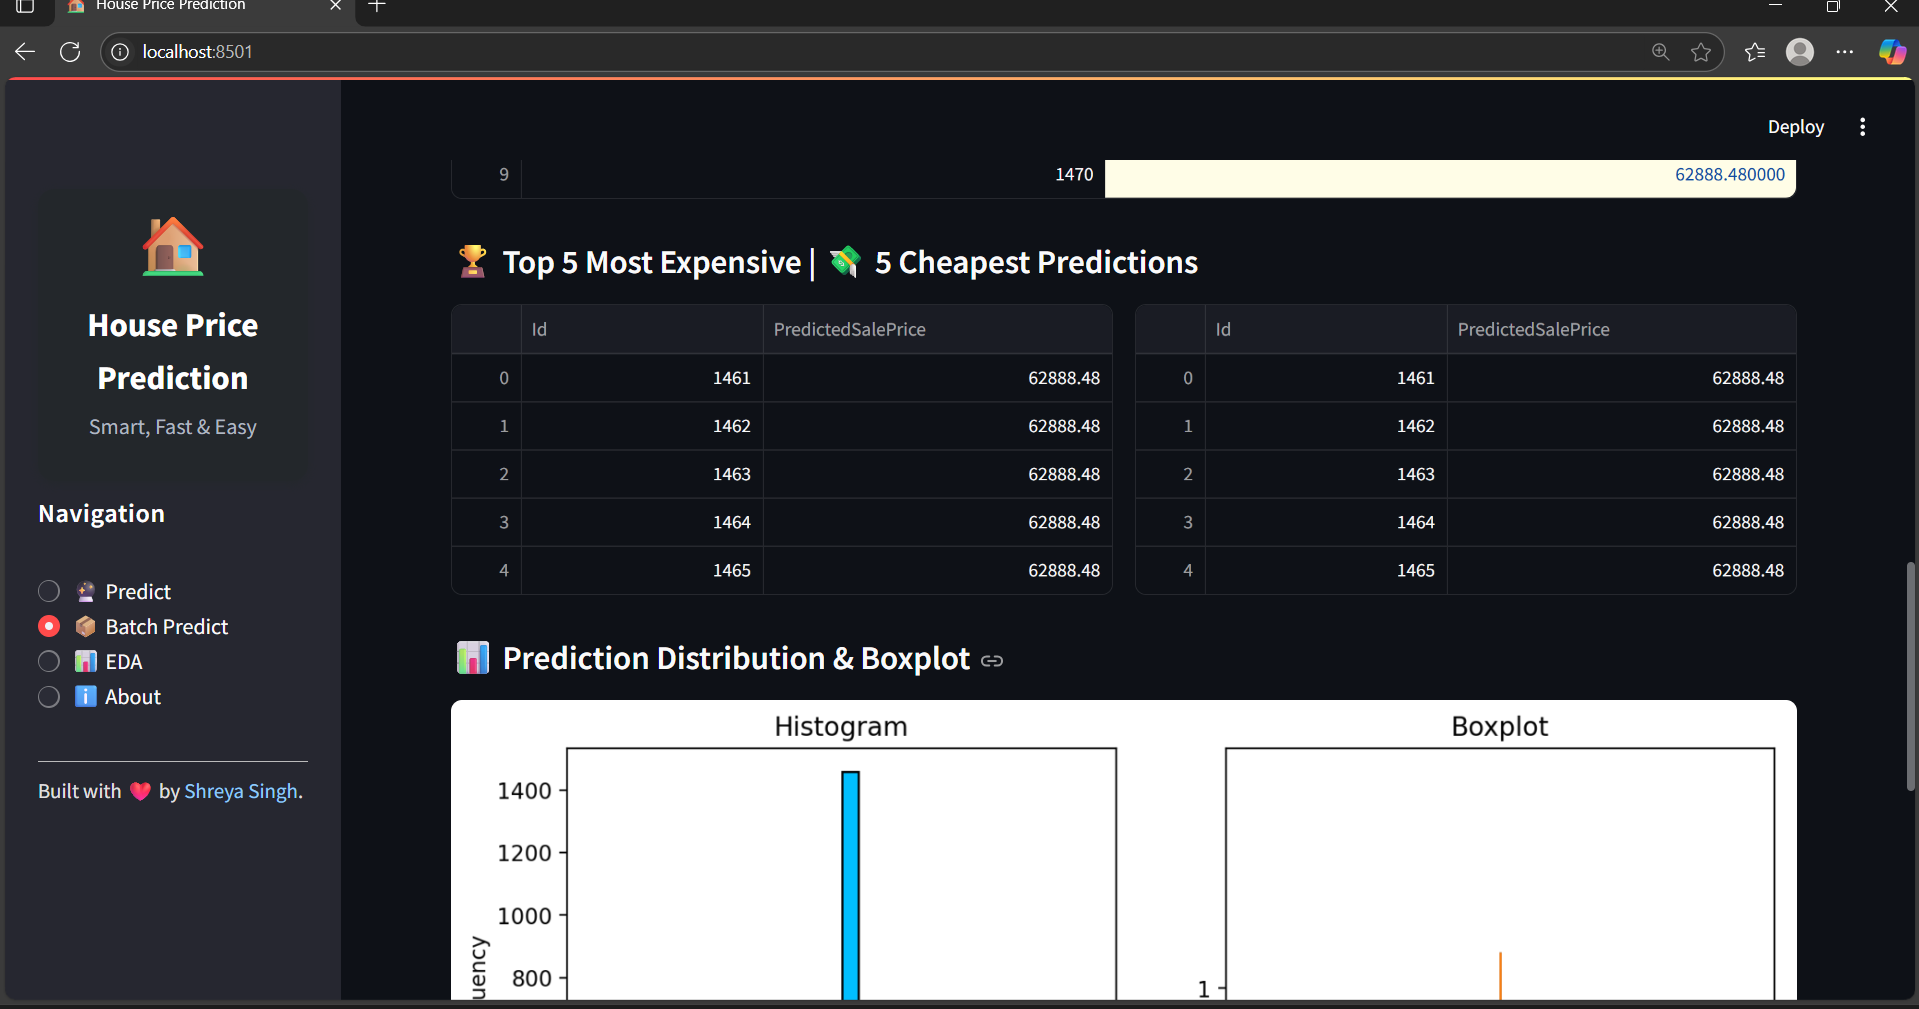 House Price Prediction
localhost:8501
Deploy
9 1470 62888.480000
House Price
Prediction
Smart, Fast & Easy
Navigation
Predict
Batch Predict
EDA
About
Built with by Shreya Singh.
Top 5 Most Expensive | 5 Cheapest Predictions
Id PredictedSalePrice
0 1461 62888.48
1 1462 62888.48
2 1463 62888.48
3 1464 62888.48
4 1465 62888.48
Id PredictedSalePrice
0 1461 62888.48
1 1462 62888.48
2 1463 62888.48
3 1464 62888.48
4 1465 62888.48
Prediction Distribution & Boxplot
Histogram
1400
1200
1000
800
uency
Boxplot
1